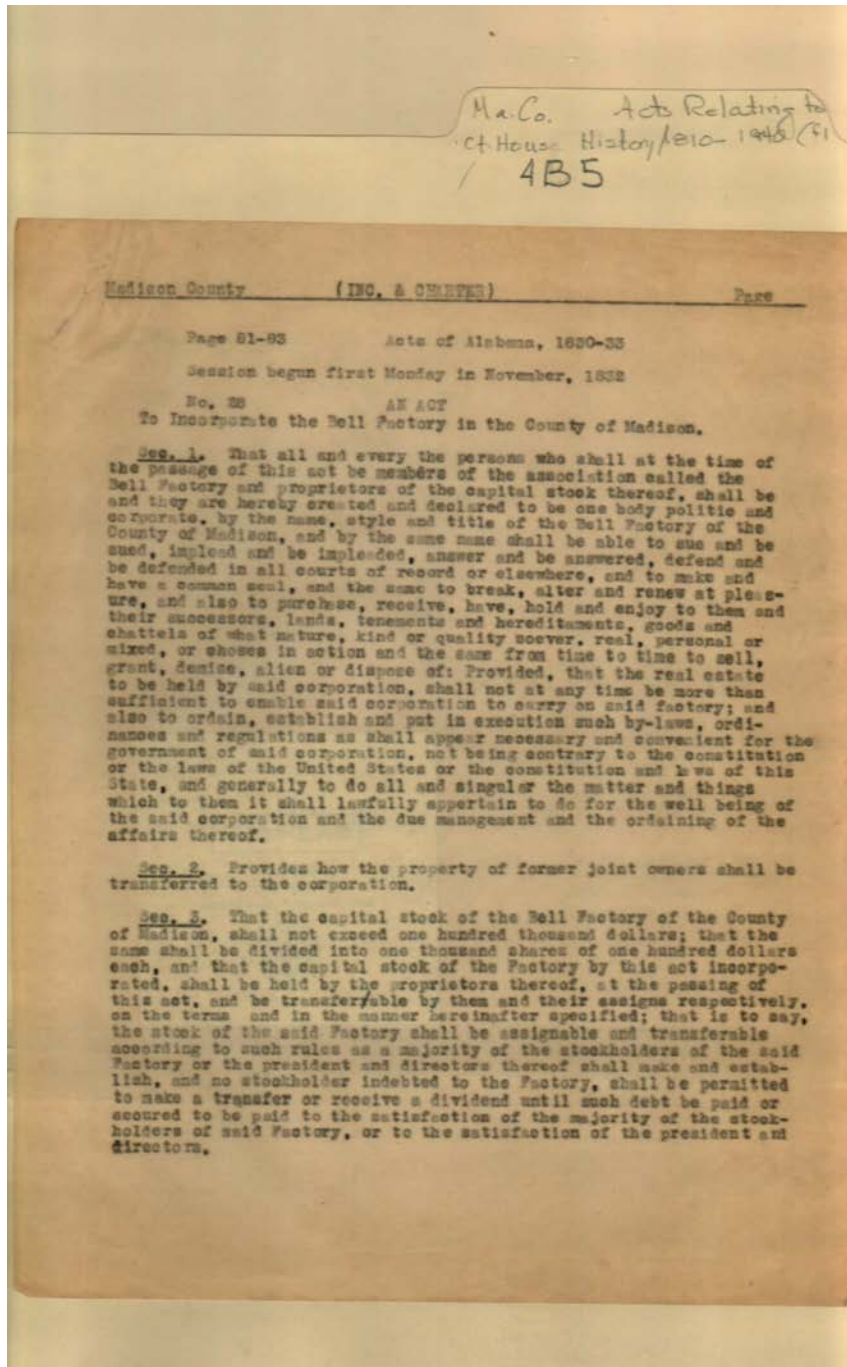 Ma. Co. Acts Relating to
Ct. House History 1810-1940 (F1
4B5
Madison County (INC. & CHARTER) Page
Page 81-83 Acts of Alabama, 1830-33
Session begun first Monday in November, 1832
No. 28 AN ACT
To Incorporate the Bell Factory in the County of Madison.
Sec. 1. That all and every the persons who shall at the time of
the passage of this act be members of the association called the
Bell Factory and proprietors of the capital stock thereof, shall be
and they are hereby created and declared to be one body politic and
corporate, by the name, style and title of the Bell Factory of the
County of Madison, and by the same name shall be able to sue and be
sued, implead and be impleaded, answer and be answered, defend and
be defended in all courts of record or elsewhere, and to make and
have a common seal, and the same to break, alter and renew at pleas-
ure, and also to purchase, receive, have, hold and enjoy to them and
their successors, lands, tenements and hereditaments, goods and
chattels of what nature, kind or quality soever, real, personal or
mixed, or choses in action and the same from time to time to sell,
grant, demise, alien or dispose of: Provided, that the real estate
to be held by said corporation, shall not at any time be more than
sufficient to enable said corporation to carry on said factory; and
also to ordain, establish and put in execution such by-laws, ordi-
nances and regulations as shall appear necessary and convenient for the
government of said corporation, not being contrary to the constitution
or the laws of the United States or the constitution and laws of this
State, and generally to do all and singular the matter and things
which to them it shall lawfully appertain to do for the well being of
the said corporation and the due management and the ordaining of the
affairs thereof.
Sec. 2. Provides how the property of former joint owners shall be
transferred to the corporation.
Sec. 3. That the capital stock of the Bell Factory of the County
of Madison, shall not exceed one hundred thousand dollars; that the
same shall be divided into one thousand shares of one hundred dollars
each, and that the capital stock of the Factory by this act incorpo-
rated, shall be held by the proprietors thereof, at the passing of
this act, and be transfer/able by them and their assigns respectively,
on the terms and in the manner hereinafter specified; that is to say,
the stock of the said Factory shall be assignable and transferable
according to such rules as a majority of the stockholders of the said
Factory or the president and directors thereof shall make and estab-
lish, and no stockholder indebted to the Factory, shall be permitted
to make a transfer or receive a dividend until such debt be paid or
scoured to be paid to the satisfaction of the majority of the stock-
holders of said Factory, or to the satisfaction of the president and
directors.